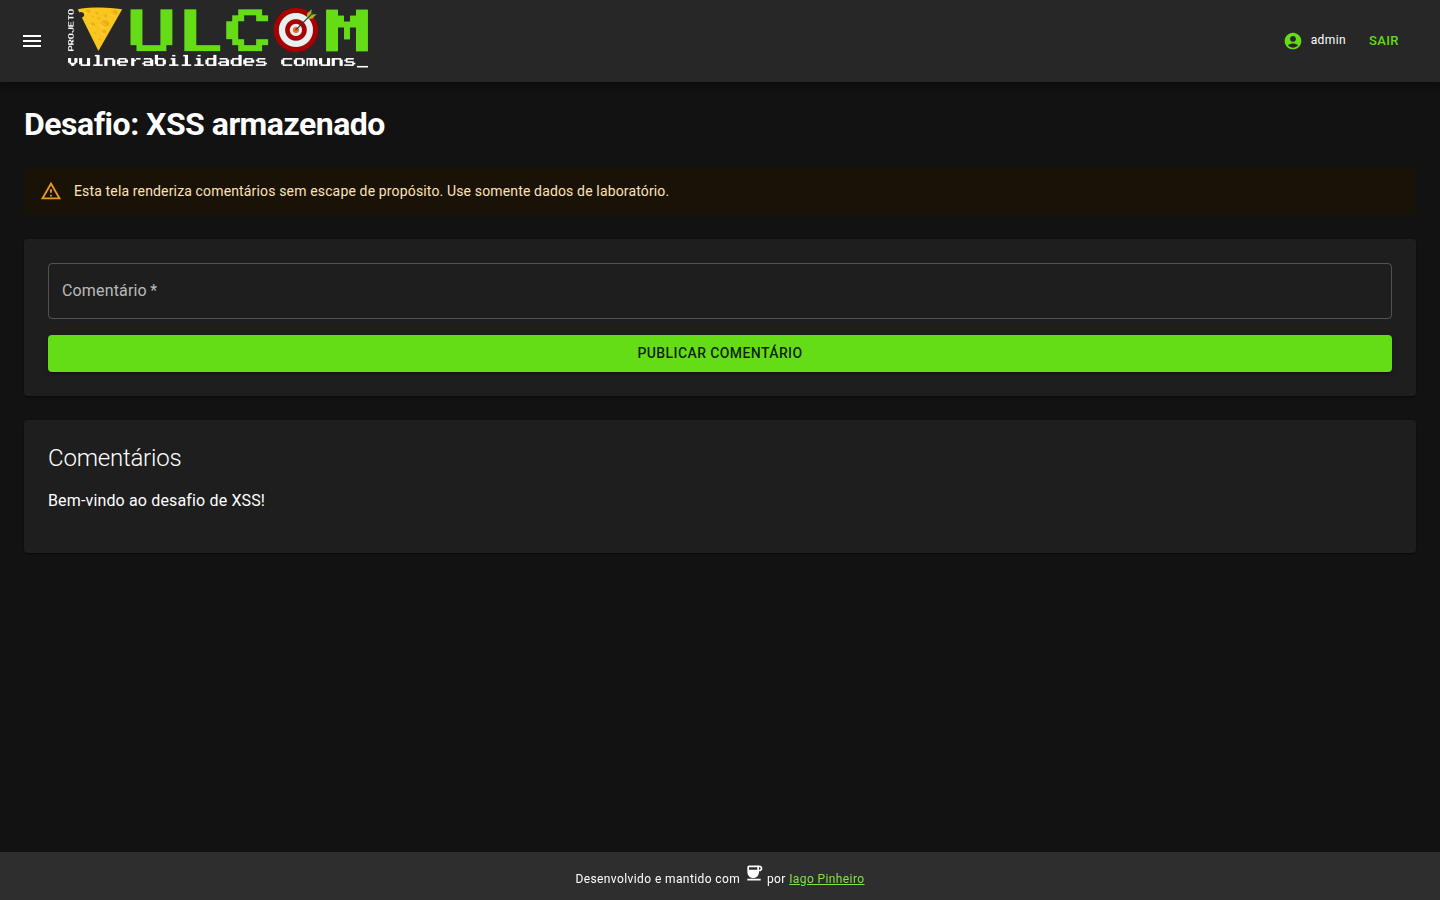 PROJETO
VULCOM
vulnerabilidades comuns_
admin
SAIR
Desafio: XSS armazenado
Esta tela renderiza comentários sem escape de propósito. Use somente dados de laboratório.
Comentário *
PUBLICAR COMENTÁRIO
Comentários
Bem-vindo ao desafio de XSS!
Desenvolvido e mantido com por Iago Pinheiro